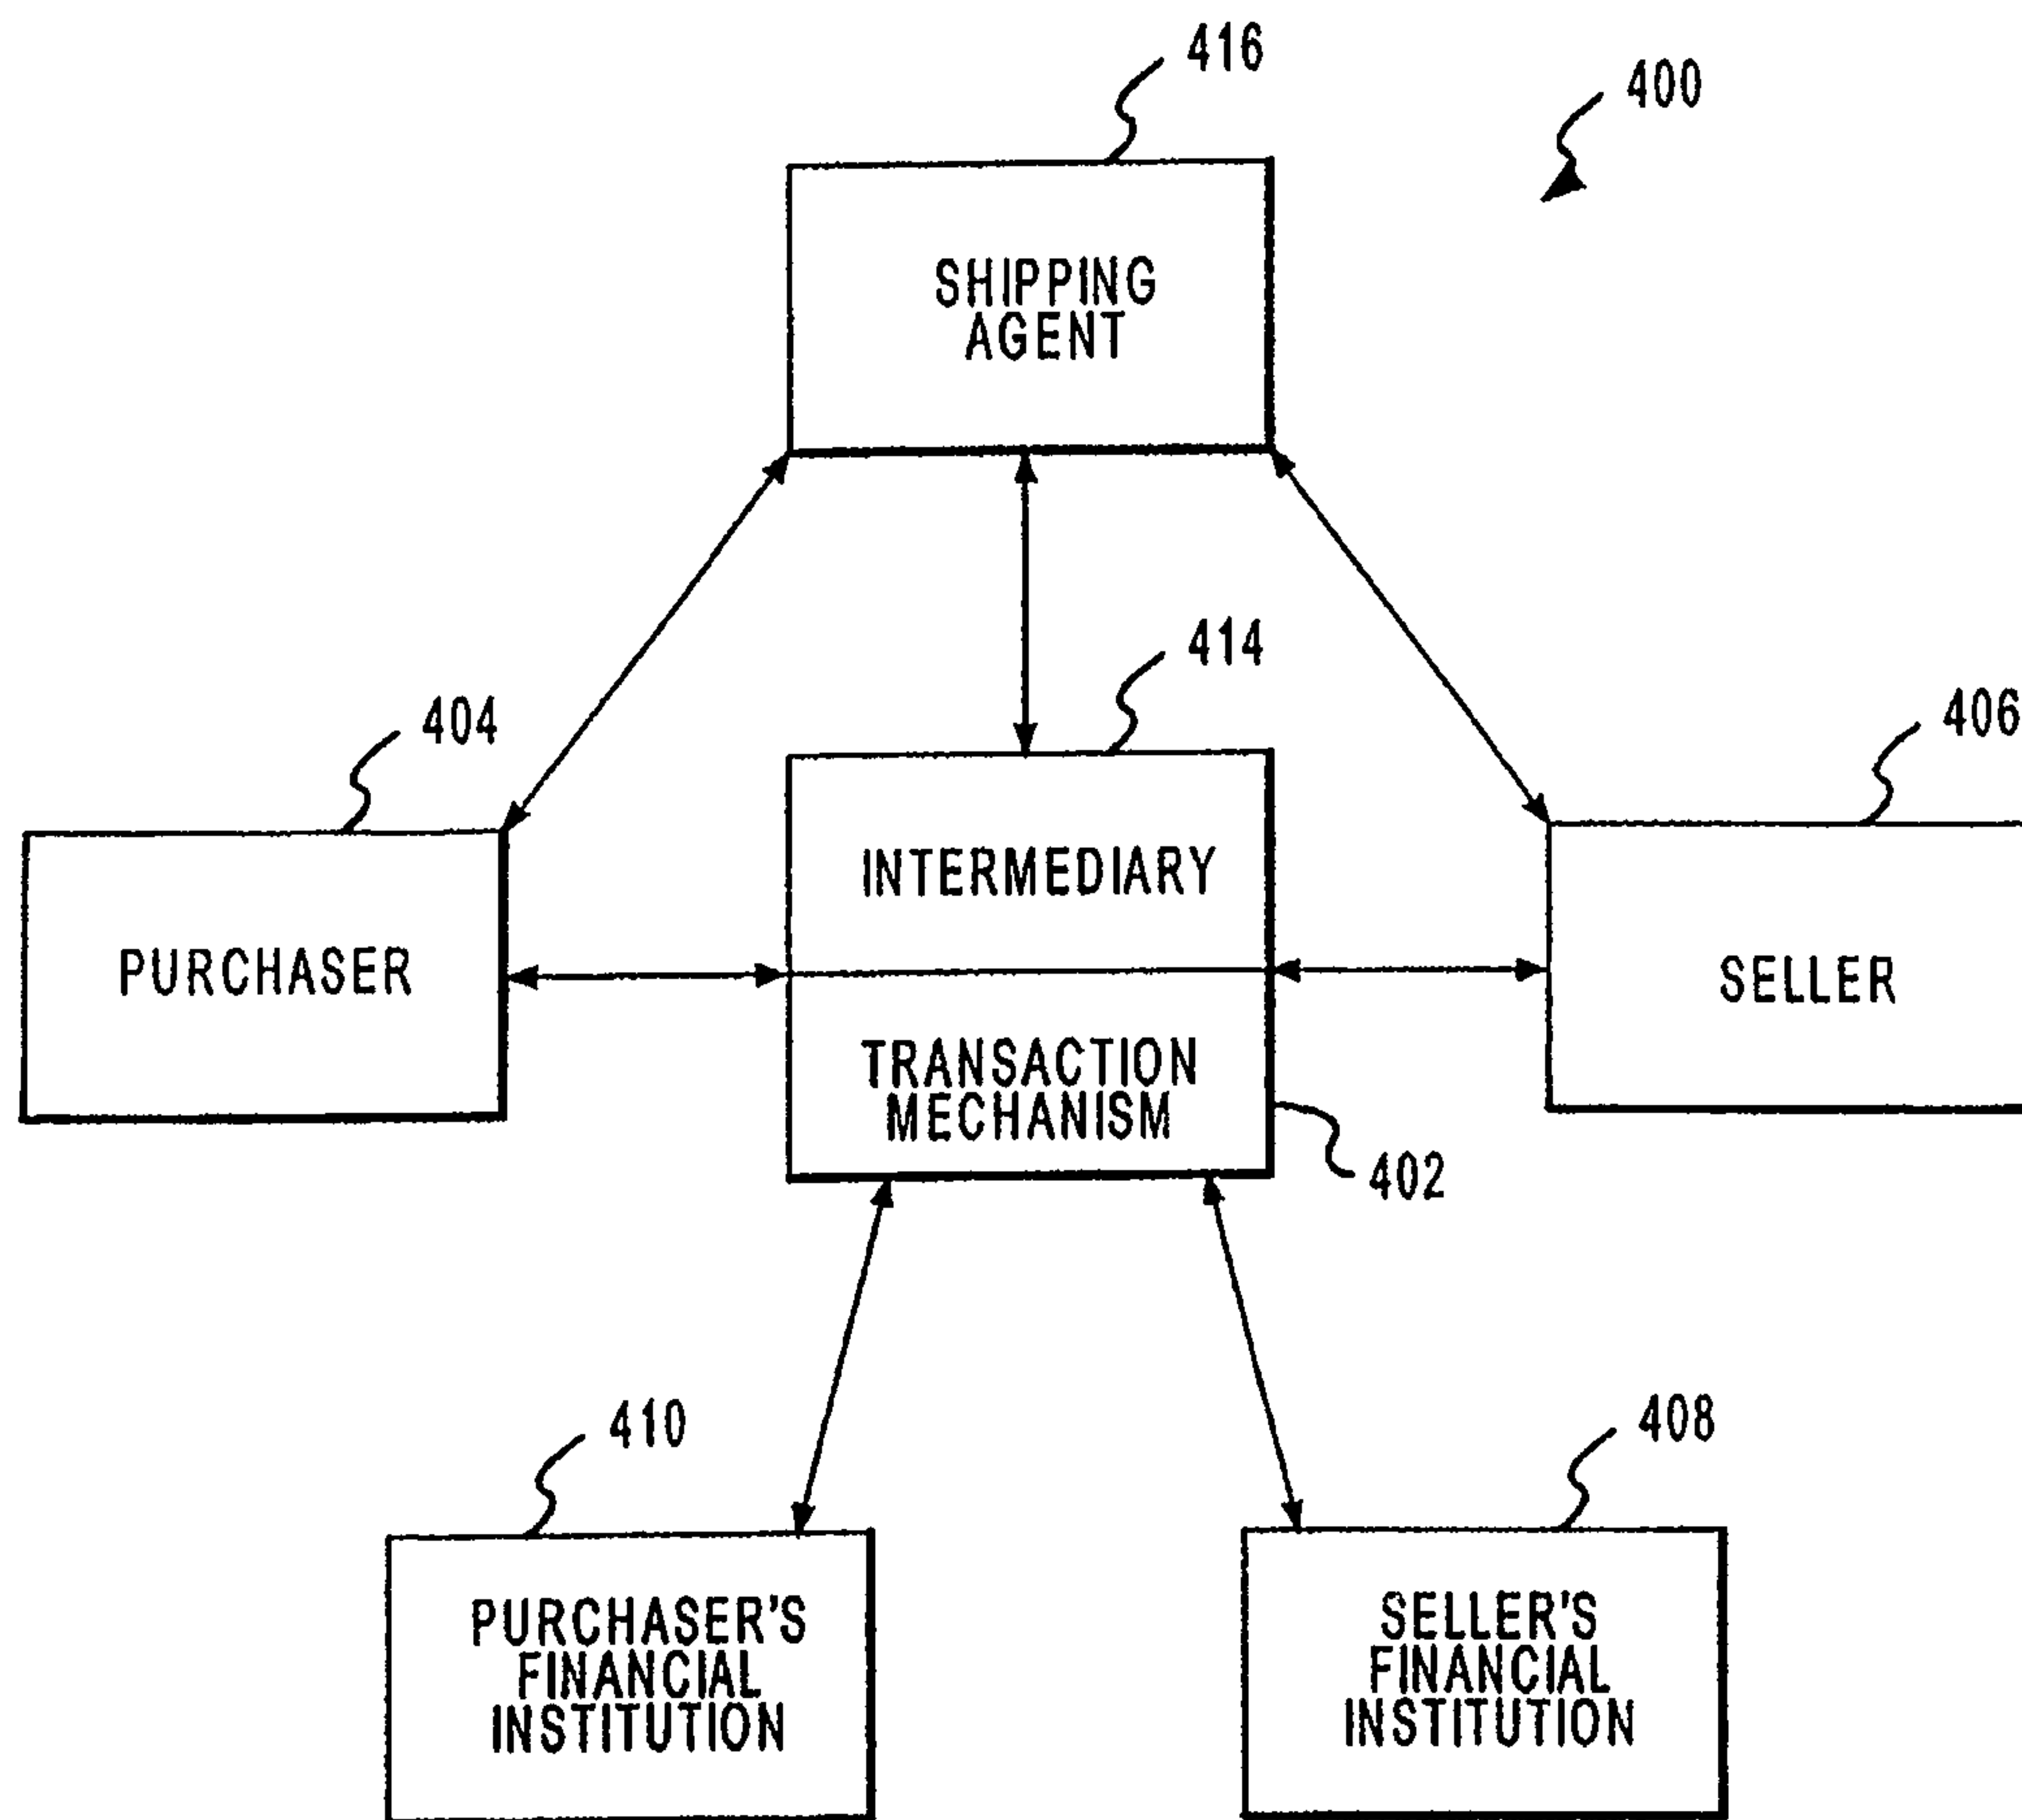 416
400
SHIPPING
AGENT
414
404
406
INTERMEDIARY
PURCHASER
SELLER
TRANSACTION
MECHANISM
402
410
408
PURCHASER'S
FINANCIAL
INSTITUTION
SELLER'S
FINANCIAL
INSTITUTION